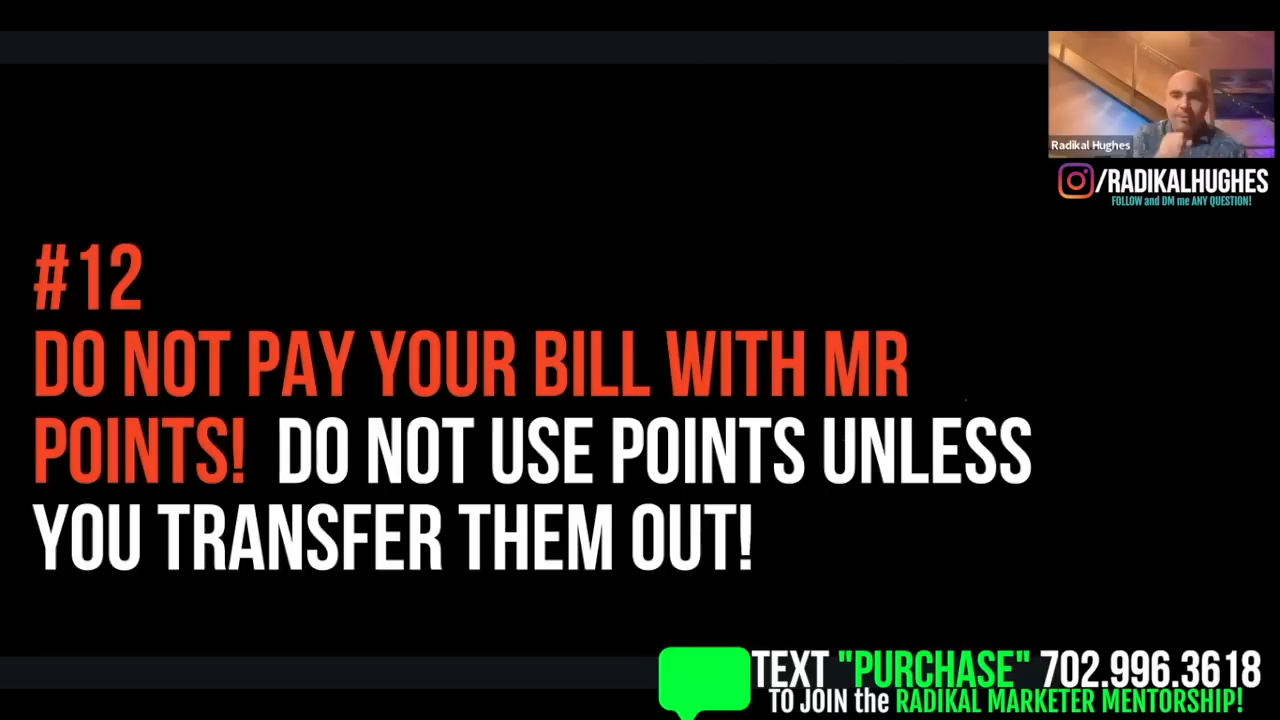 Radikal Hughes
/RADIKALHUGHES
FOLLOW and DM me ANY QUESTION!
#12
DO NOT PAY YOUR BILL WITH MR
POINTS! DO NOT USE POINTS UNLESS
YOU TRANSFER THEM OUT!
TEXT "PURCHASE" 702.996.3618
TO JOIN the RADIKAL MARKETER MENTORSHIP!